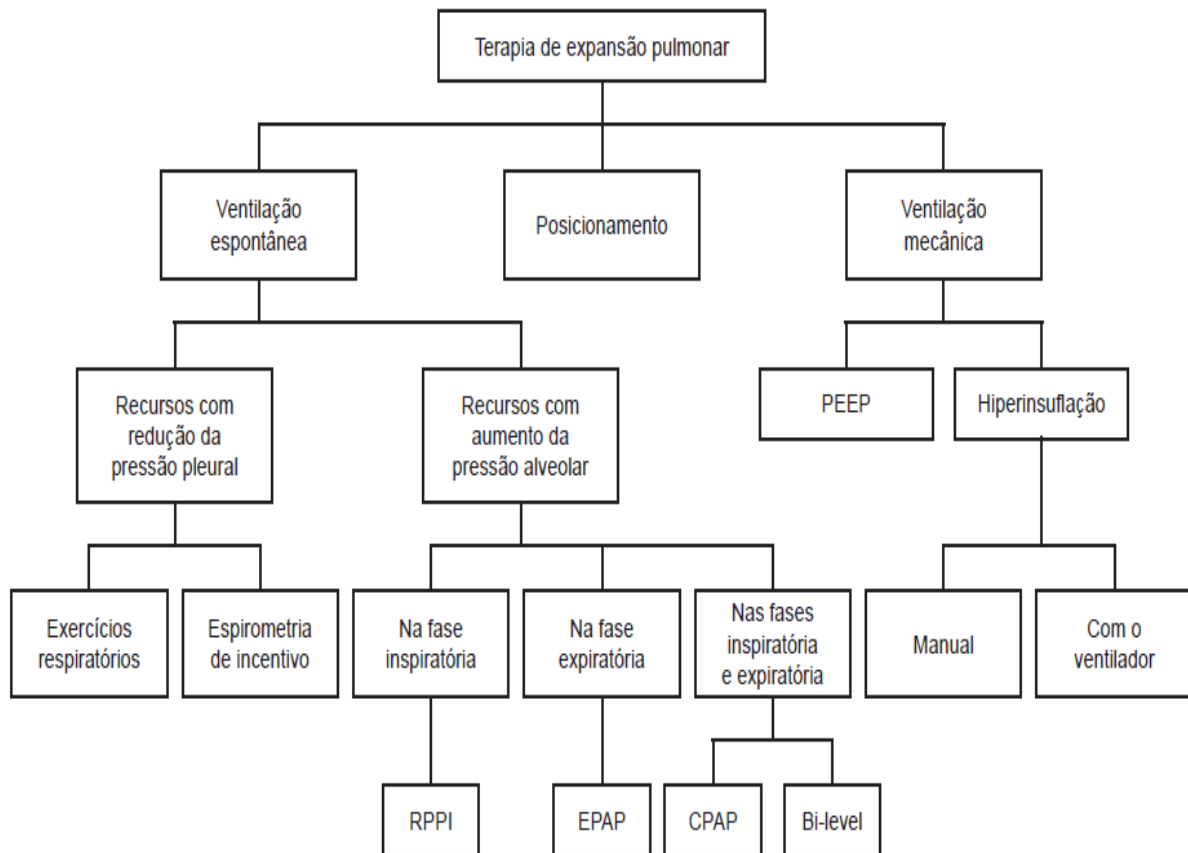 Terapia de expansão pulmonar
Ventilação
espontânea
Posicionamento
Ventilação
mecânica
Recursos com
redução da
pressão pleural
Recursos com
aumento da
pressão alveolar
PEEP
Hiperinsuflação
Exercícios
respiratórios
Espirometria
de incentivo
Na fase
inspiratória
Na fase
expiratória
Nas fases
inspiratória
e expiratória
Manual
Com o
ventilador
RPPI
EPAP
CPAP
Bi-level